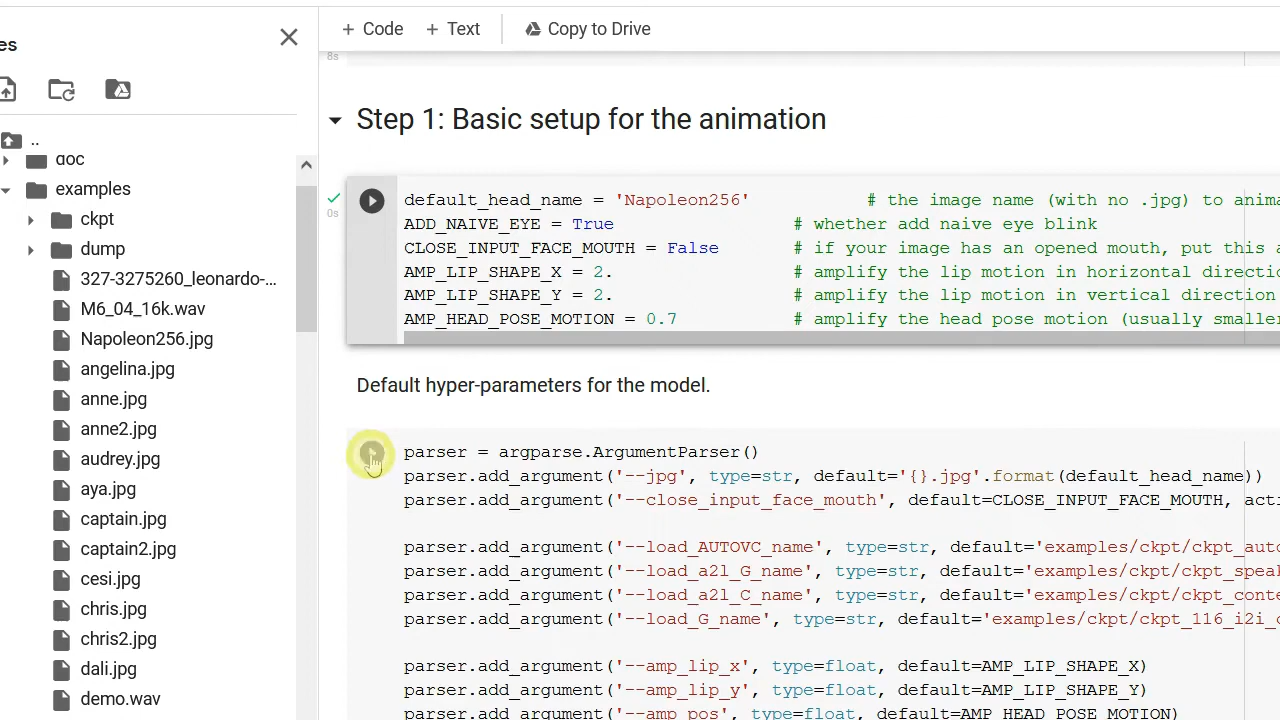 es
+ Code
+ Text
Copy to Drive
..
doc
examples
ckpt
dump
327-3275260_leonardo-...
M6_04_16k.wav
Napoleon256.jpg
angelina.jpg
anne.jpg
anne2.jpg
audrey.jpg
aya.jpg
captain.jpg
captain2.jpg
cesi.jpg
chris.jpg
chris2.jpg
dali.jpg
demo.wav
8s
Step 1: Basic setup for the animation
0s
default_head_name = 'Napoleon256' # the image name (with no .jpg) to anima
ADD_NAIVE_EYE = True # whether add naive eye blink
CLOSE_INPUT_FACE_MOUTH = False # if your image has an opened mouth, put this a
AMP_LIP_SHAPE_X = 2. # amplify the lip motion in horizontal directio
AMP_LIP_SHAPE_Y = 2. # amplify the lip motion in vertical direction
AMP_HEAD_POSE_MOTION = 0.7 # amplify the head pose motion (usually smaller
Default hyper-parameters for the model.
parser = argparse.ArgumentParser()
parser.add_argument('--jpg', type=str, default='{}.jpg'.format(default_head_name))
parser.add_argument('--close_input_face_mouth', default=CLOSE_INPUT_FACE_MOUTH, acti
parser.add_argument('--load_AUTOVC_name', type=str, default='examples/ckpt/ckpt_auto
parser.add_argument('--load_a2l_G_name', type=str, default='examples/ckpt/ckpt_speak
parser.add_argument('--load_a2l_C_name', type=str, default='examples/ckpt/ckpt_conte
parser.add_argument('--load_G_name', type=str, default='examples/ckpt/ckpt_116_i2i_c
parser.add_argument('--amp_lip_x', type=float, default=AMP_LIP_SHAPE_X)
parser.add_argument('--amp_lip_y', type=float, default=AMP_LIP_SHAPE_Y)
parser.add_argument('--amp_pos', type=float, default=AMP_HEAD_POSE_MOTION)